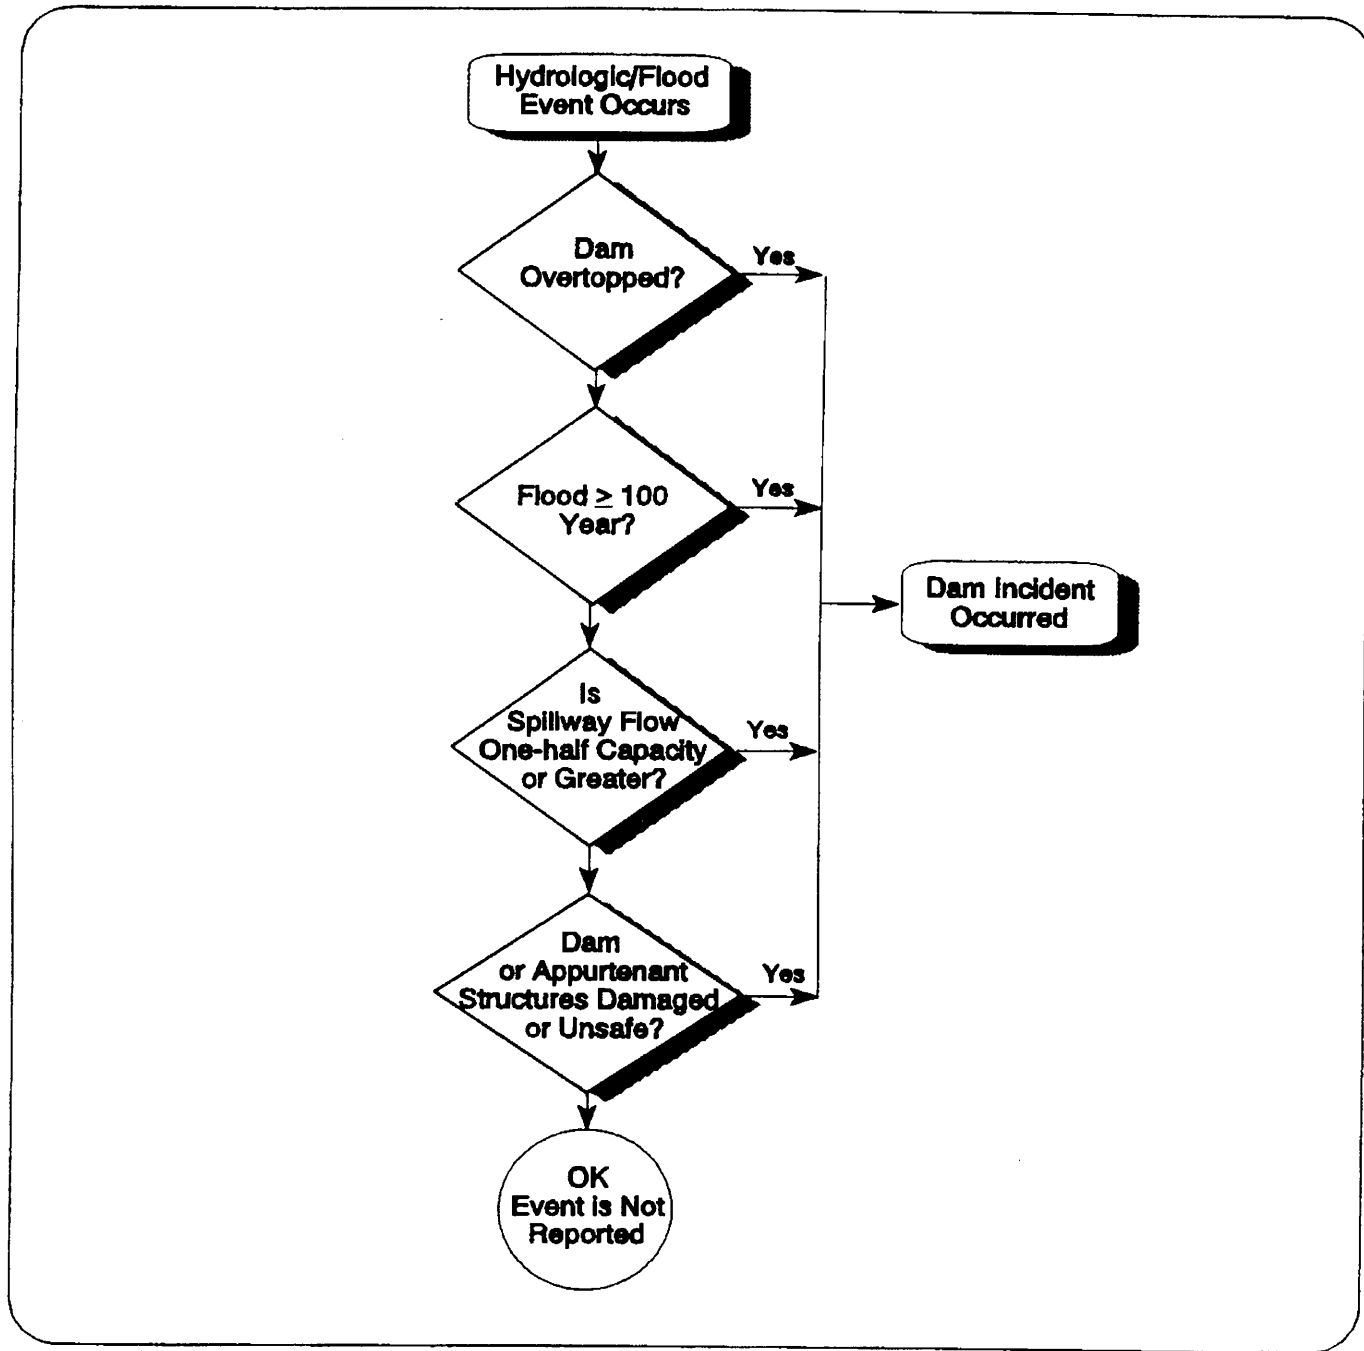 Hydrologic/Flood
Event Occurs
Dam
Overtopped?
Yes
Flood ≥ 100
Year?
Yes
Dam Incident
Occurred
Is
Spillway Flow
One-half Capacity
or Greater?
Yes
Dam
or Appurtenant
Structures Damaged
or Unsafe?
Yes
OK
Event is Not
Reported